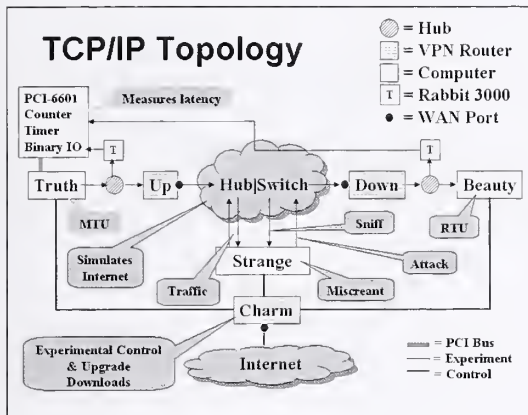 TCP/IP Topology
= Hub
= VPN Router
= Computer
T = Rabbit 3000
= WAN Port
PCI-6601
Counter
Timer
Binary IO
Measures latency
T
T
Truth
Up
Hub|Switch
Down
Beauty
MTU
RTU
Simulates
Internet
Sniff
Attack
Traffic
Strange
Miscreant
Charm
Experimental Control
& Upgrade
Downloads
Internet
= PCI Bus
= Experiment
= Control